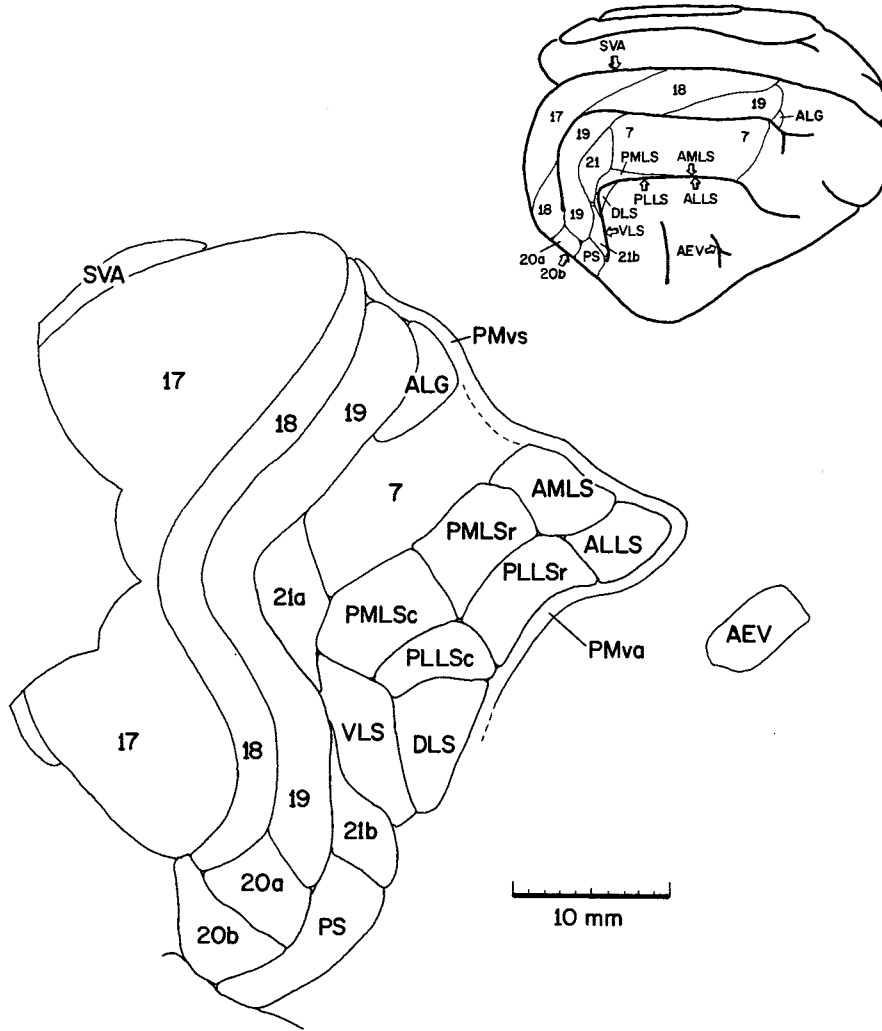 SVA
18
17
19
ALG
19
7
7
21
PMLS
AMLS
PLLS
ALLS
DLS
18
19
VLS
AEV
20a
PS
21b
20b
SVA
PMvs
17
ALG
18
19
7
AMLS
PMLSr
ALLS
PLLSr
21a
PMLSc
AEV
PLLSc
PMva
17
VLS
18
DLS
19
21b
20a
PS
20b
10 mm